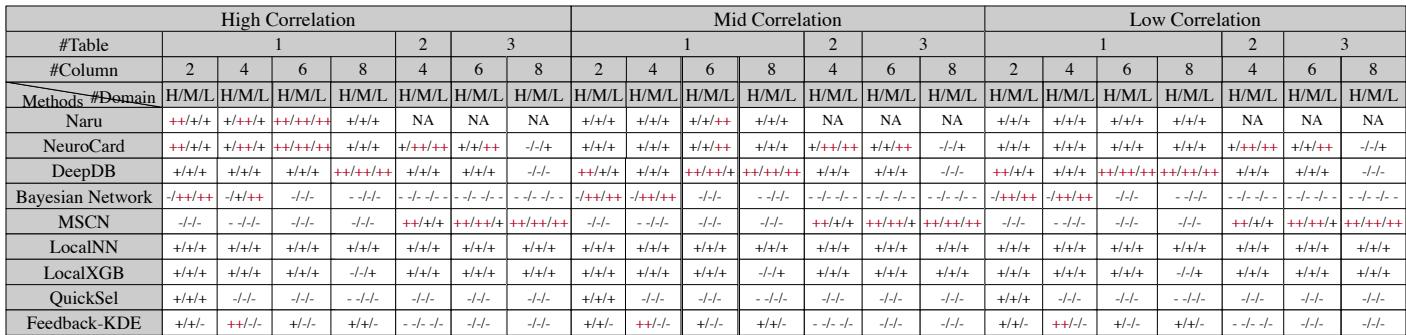 High Correlation Mid Correlation Low Correlation
#Table 1 2 3 1 2 3 1 2 3
#Column 2 4 6 8 4 6 8 2 4 6 8 4 6 8 2 4 6 8 4 6 8
Methods #Domain H/M/L H/M/L H/M/L H/M/L H/M/L H/M/L H/M/L H/M/L H/M/L H/M/L H/M/L H/M/L H/M/L H/M/L H/M/L H/M/L H/M/L H/M/L H/M/L H/M/L H/M/L
Naru ++/+/+ +/++/+ ++/++/++ +/+/+ NA NA NA +/+/+ +/+/+ +/+/++ +/+/+ NA NA NA +/+/+ +/+/+ +/+/+ +/+/+ NA NA NA
NeuroCard ++/+/+ +/++/+ ++/++/++ +/+/+ +/++/++ +/+/++ -/-/+ +/+/+ +/+/+ +/+/++ +/+/+ +/++/++ +/+/++ -/-/+ +/+/+ +/+/+ +/+/+ +/+/+ +/++/++ +/+/++ -/-/+
DeepDB +/+/+ +/+/+ +/+/+ ++/++/++ +/+/+ +/+/+ -/-/- ++/+/+ +/+/+ ++/++/+ ++/++/++ +/+/+ +/+/+ -/-/- ++/+/+ +/+/+ ++/++/++ ++/++/++ +/+/+ +/+/+ -/-/-
Bayesian Network -/++/++ -/+/++ -/-/- - -/-/- - -/- -/- - - -/- -/- - - -/- -/- - -/++/++ -/++/++ -/-/- - -/-/- - -/- -/- - - -/- -/- - - -/- -/- - -/++/++ -/++/++ -/-/- - -/-/- - -/- -/- - - -/- -/- - - -/- -/- -
MSCN -/-/- - -/-/- -/-/- -/-/- ++/+/+ ++/++/+ ++/++/++ -/-/- - -/-/- -/-/- -/-/- ++/+/+ ++/++/+ ++/++/++ -/-/- - -/-/- -/-/- -/-/- ++/+/+ ++/++/+ ++/++/++
LocalNN +/+/+ +/+/+ +/+/+ +/+/+ +/+/+ +/+/+ +/+/+ +/+/+ +/+/+ +/+/+ +/+/+ +/+/+ +/+/+ +/+/+ +/+/+ +/+/+ +/+/+ +/+/+ +/+/+ +/+/+ +/+/+
LocalXGB +/+/+ +/+/+ +/+/+ -/-/+ +/+/+ +/+/+ +/+/+ +/+/+ +/+/+ +/+/+ -/-/+ +/+/+ +/+/+ +/+/+ +/+/+ +/+/+ +/+/+ -/-/+ +/+/+ +/+/+ +/+/+
QuickSel +/+/+ -/-/- -/-/- - -/-/- -/-/- -/-/- -/-/- +/+/+ -/-/- -/-/- - -/-/- -/-/- -/-/- -/-/- +/+/+ -/-/- -/-/- - -/-/- -/-/- -/-/- -/-/-
Feedback-KDE +/+/- ++/-/- +/-/- +/+/- - -/- -/- -/-/- -/-/- +/+/- ++/-/- +/-/- +/+/- - -/- -/- -/-/- -/-/- +/+/- ++/-/- +/-/- +/+/- - -/- -/- -/-/- -/-/-